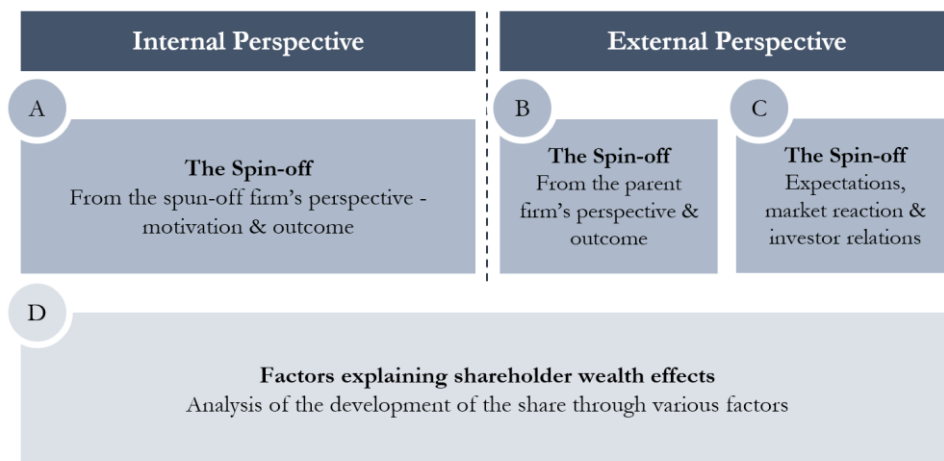 Internal Perspective
External Perspective
A
The Spin-off
From the spun-off firm's perspective -
motivation & outcome
B
The Spin-off
From the parent
firm's perspective &
outcome
C
The Spin-off
Expectations,
market reaction &
investor relations
D
Factors explaining shareholder wealth effects
Analysis of the development of the share through various factors